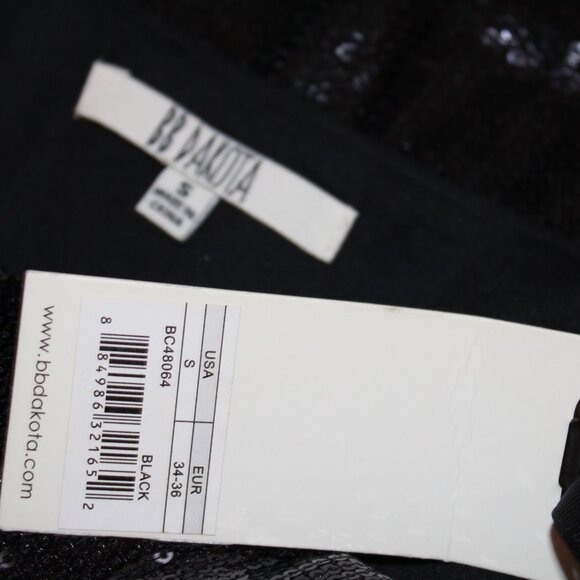 BB DAKOTA
S
MADE IN
CHINA
www.bbdakota.com
USA EUR
S 34-36
BC48064 BLACK
8 84986 32165 2